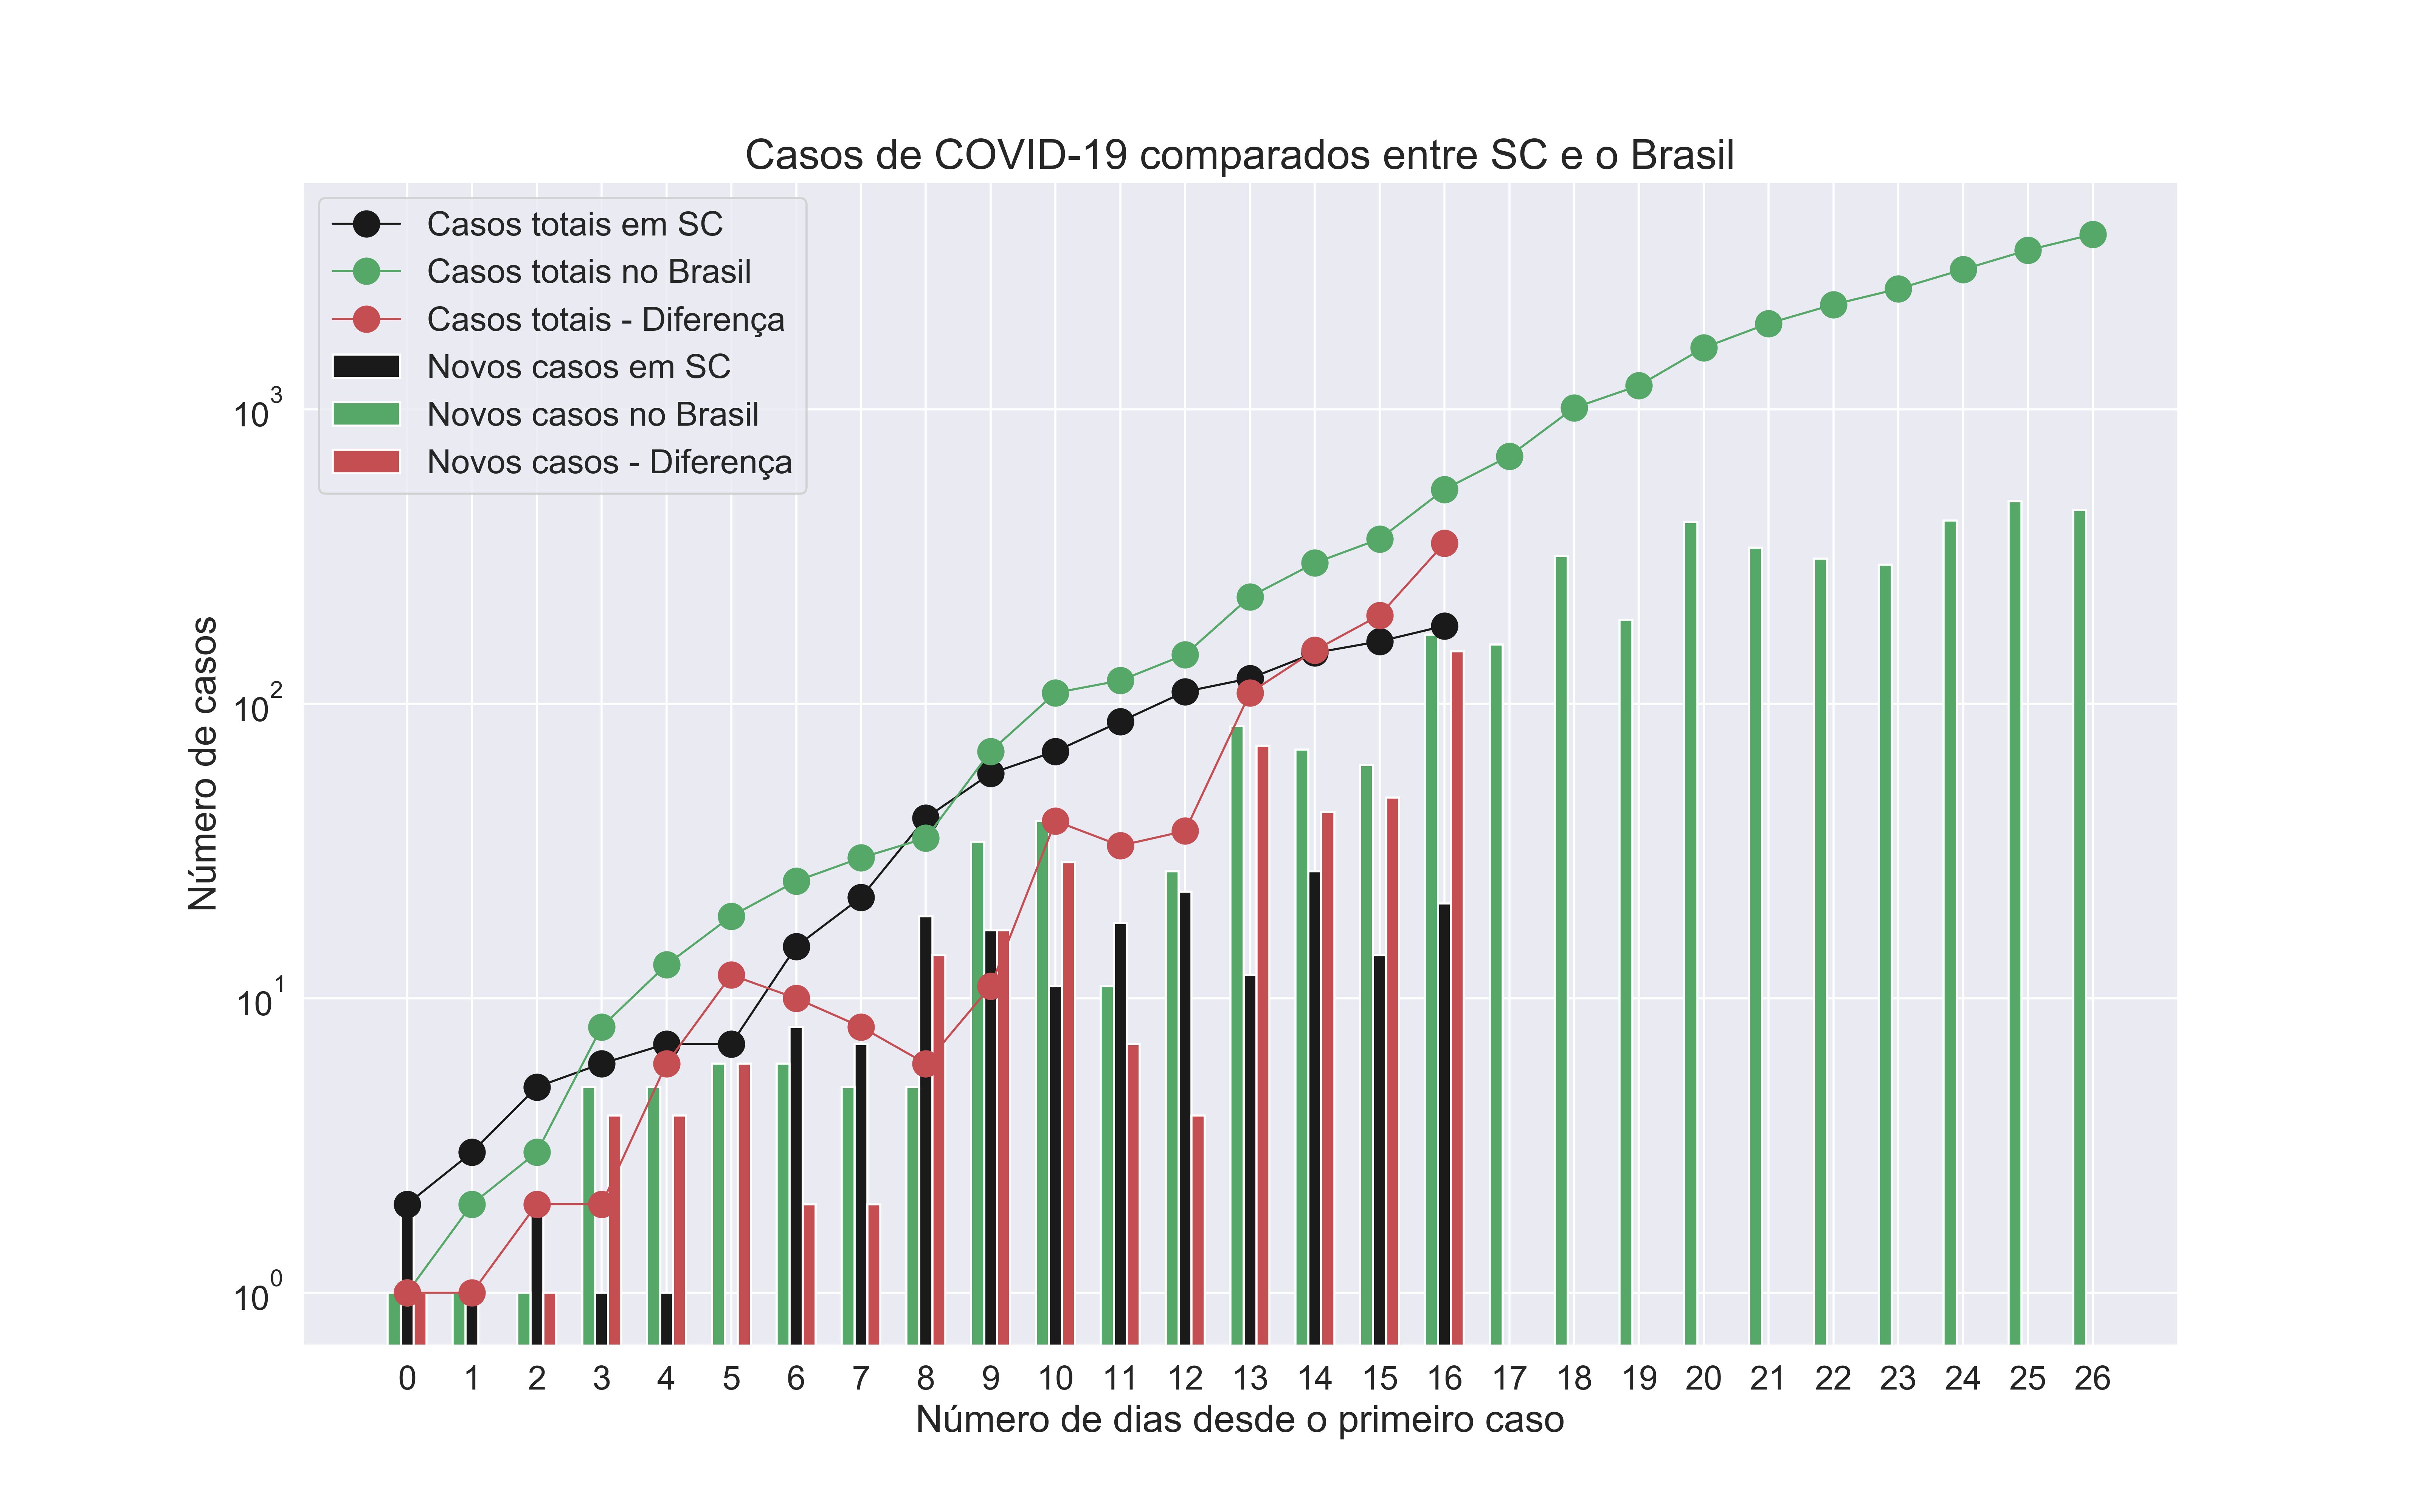 Casos de COVID-19 comparados entre SC e o Brasil
Casos totais em SC
Casos totais no Brasil
Casos totais - Diferença
Novos casos em SC
Novos casos no Brasil
Novos casos - Diferença
Número de casos
10³
10²
10¹
10⁰
0 1 2 3 4 5 6 7 8 9 10 11 12 13 14 15 16 17 18 19 20 21 22 23 24 25 26
Número de dias desde o primeiro caso